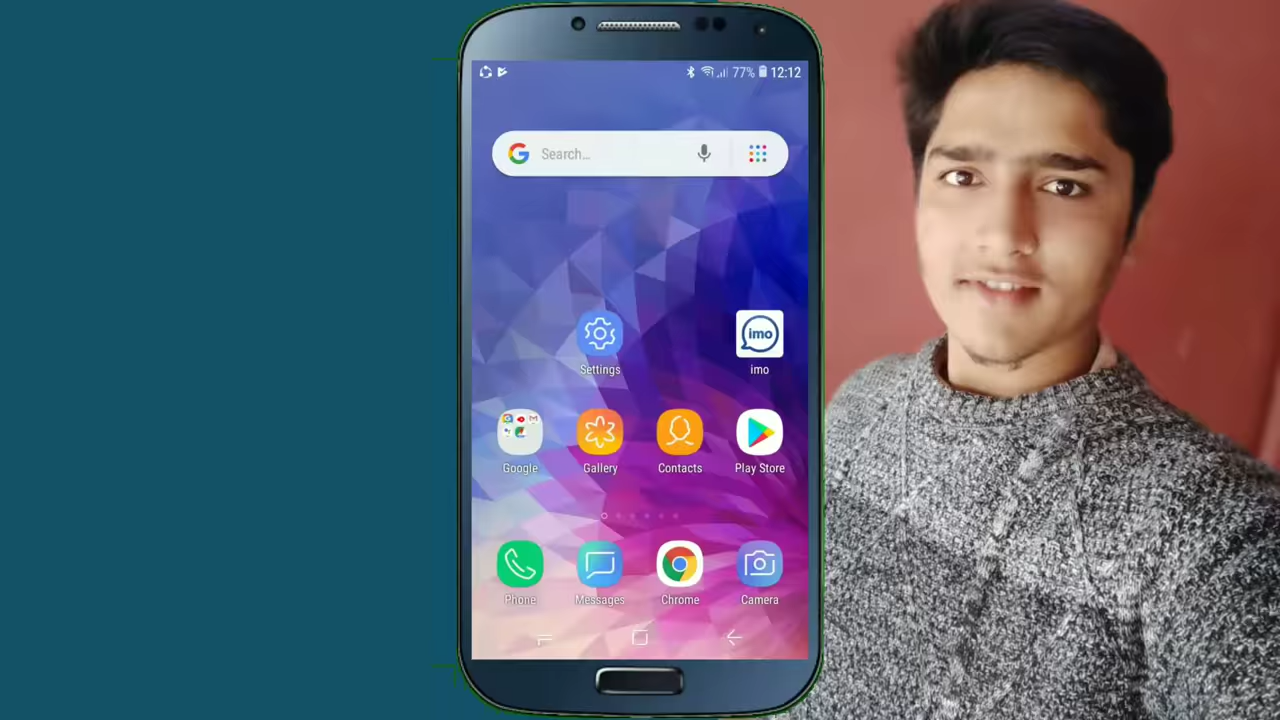 77% 12:12
Search...
imo
Settings
imo
Google
Gallery
Contacts
Play Store
Phone
Messages
Chrome
Camera